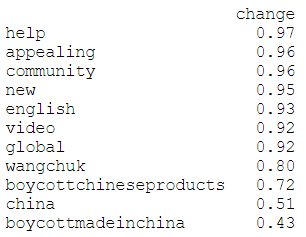 change
help 0.97
appealing 0.96
community 0.96
new 0.95
english 0.93
video 0.92
global 0.92
wangchuk 0.80
boycottchineseproducts 0.72
china 0.51
boycottmadeinchina 0.43